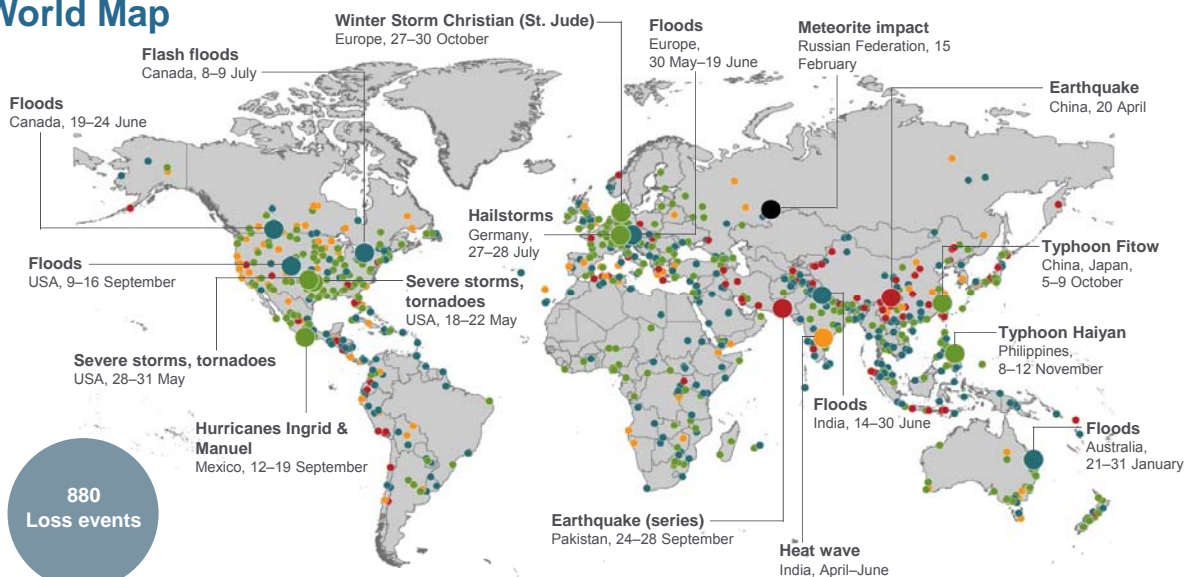 World Map
Winter Storm Christian (St. Jude)
Europe, 27–30 October
Floods
Europe,
30 May–19 June
Meteorite impact
Russian Federation, 15
February
Flash floods
Canada, 8–9 July
Earthquake
China, 20 April
Floods
Canada, 19–24 June
Hailstorms
Germany,
27–28 July
Typhoon Fitow
China, Japan,
5–9 October
Floods
USA, 9–16 September
Severe storms,
tornadoes
USA, 18–22 May
Typhoon Haiyan
Philippines,
8–12 November
Severe storms, tornadoes
USA, 28–31 May
Floods
India, 14–30 June
Hurricanes Ingrid &
Manuel
Mexico, 12–19 September
Floods
Australia,
21–31 January
880
Loss events
Earthquake (series)
Pakistan, 24–28 September
Heat wave
India, April–June